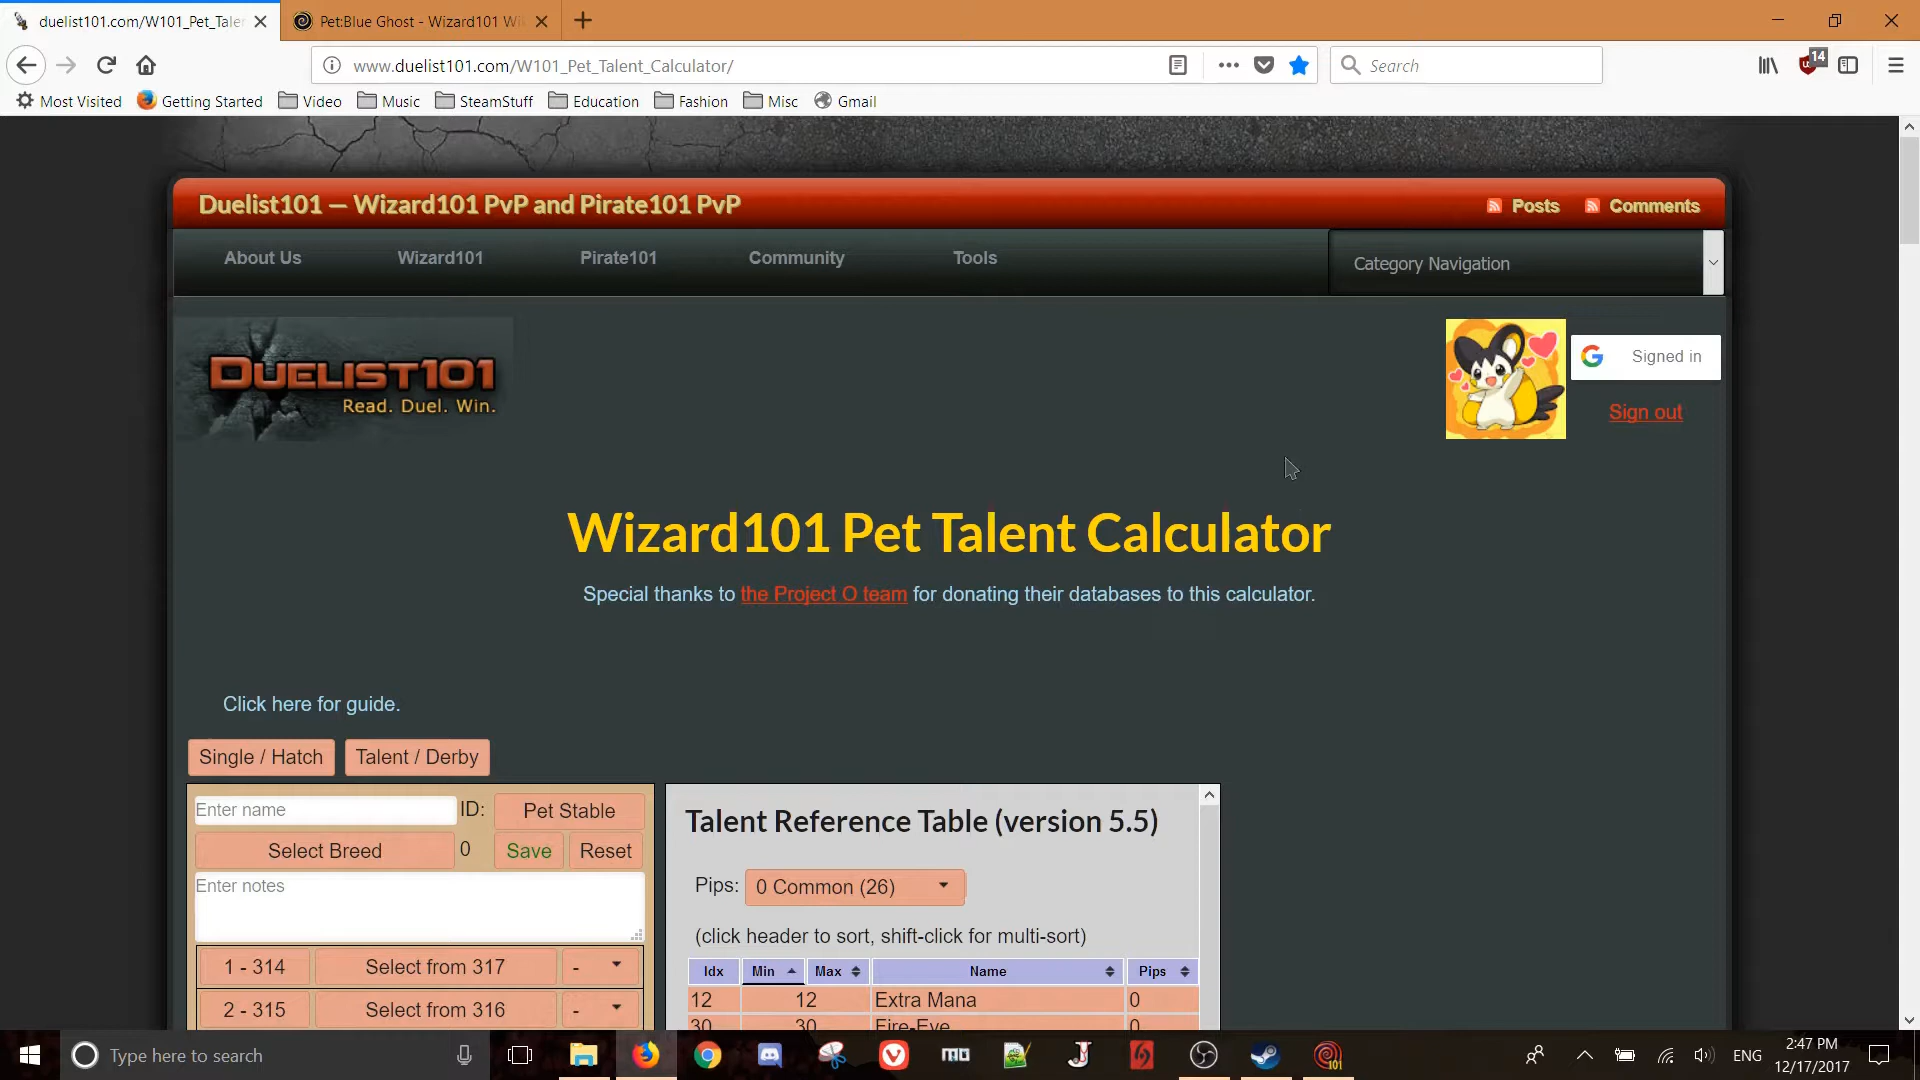 duelist101.com/W101_Pet_Tale
Pet:Blue Ghost - Wizard101 Wi
www.duelist101.com/W101_Pet_Talent_Calculator/
Search
14
Most Visited
Getting Started
Video
Music
SteamStuff
Education
Fashion
Misc
Gmail
Duelist101 — Wizard101 PvP and Pirate101 PvP
Posts
Comments
About Us
Wizard101
Pirate101
Community
Tools
Category Navigation
DUELIST101
Read. Duel. Win.
Signed in
Sign out
Wizard101 Pet Talent Calculator
Special thanks to the Project O team for donating their databases to this calculator.
Click here for guide.
Single / Hatch
Talent / Derby
Enter name
ID:
Pet Stable
Select Breed
0
Save
Reset
Enter notes
1 - 314
Select from 317
-
2 - 315
Select from 316
-
Talent Reference Table (version 5.5)
Pips:
0 Common (26)
(click header to sort, shift-click for multi-sort)
Idx Min Max Name Pips
12 12 Extra Mana 0
30 30 Fire-Eye 0
Type here to search
101
ENG
2:47 PM
12/17/2017